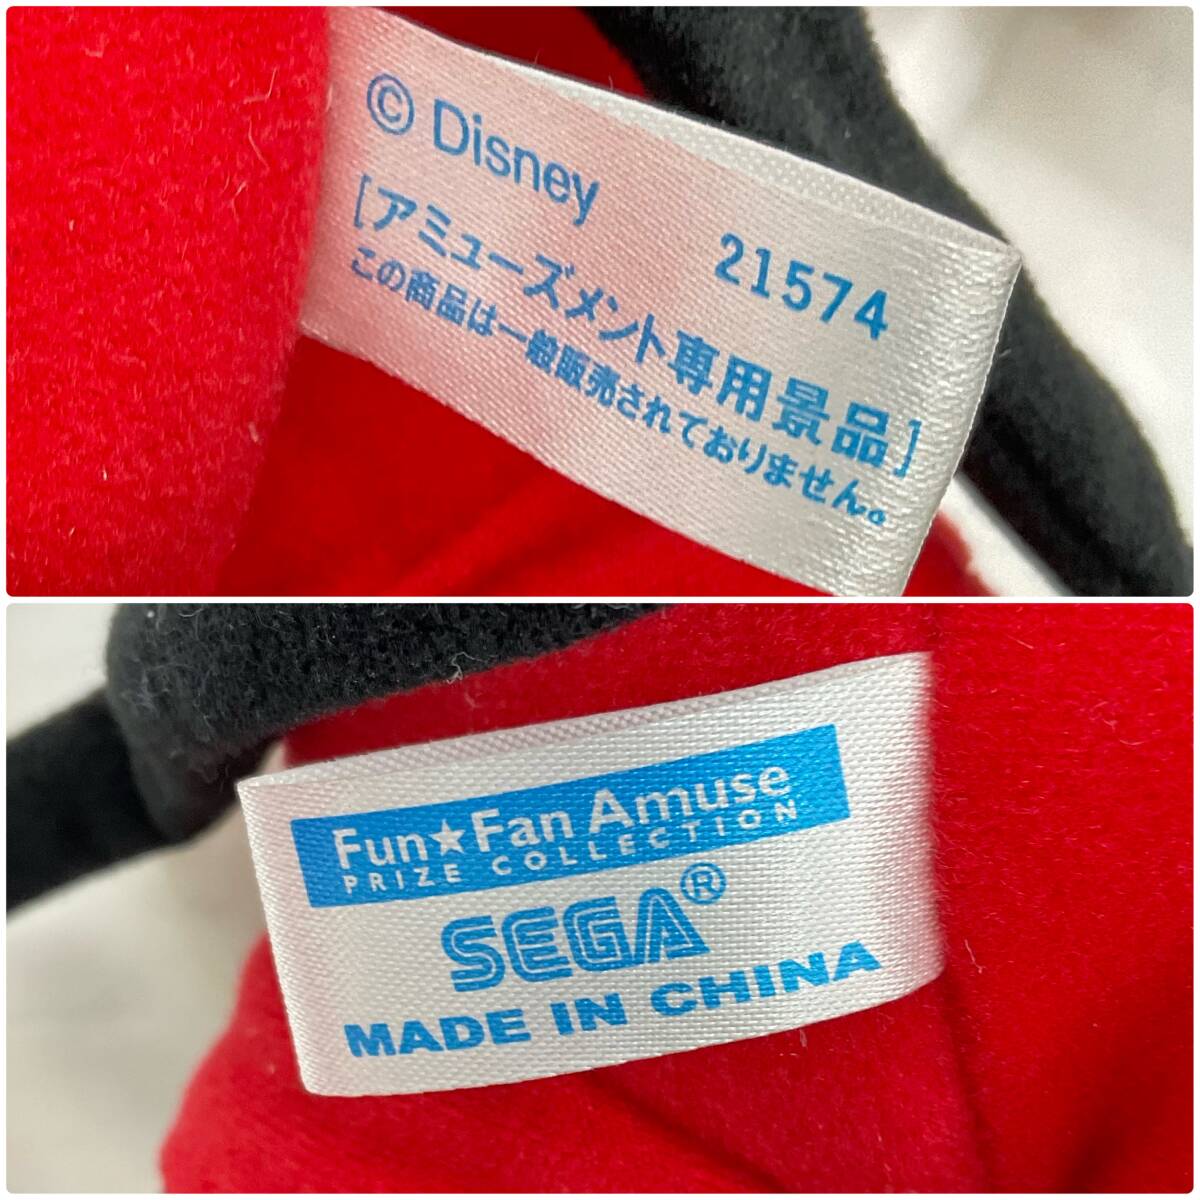 © Disney
21574
[アミューズメント専用景品]
この商品は一般販売されておりません。
Fun★Fan Amuse
PRIZE COLLECTION
SEGA®
MADE IN CHINA